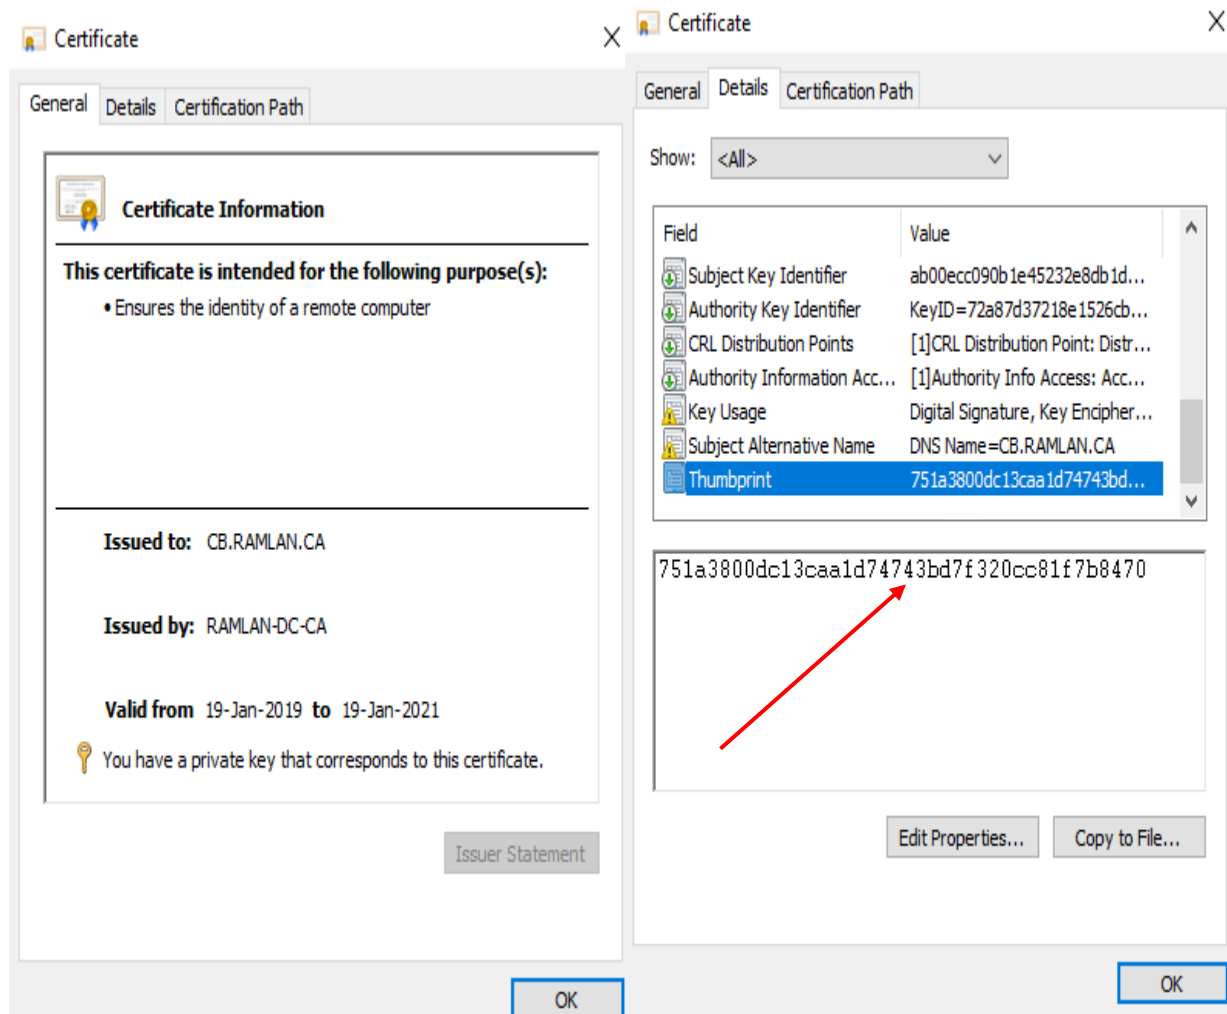 Certificate
General Details Certification Path
Certificate Information
This certificate is intended for the following purpose(s):
• Ensures the identity of a remote computer
Issued to: CB.RAMLAN.CA
Issued by: RAMLAN-DC-CA
Valid from 19-Jan-2019 to 19-Jan-2021
You have a private key that corresponds to this certificate.
Issuer Statement
OK
Certificate
General Details Certification Path
Show: <All>
Field Value
Subject Key Identifier ab00ecc090b1e45232e8db1d...
Authority Key Identifier KeyID=72a87d37218e1526cb...
CRL Distribution Points [1]CRL Distribution Point: Distr...
Authority Information Acc... [1]Authority Info Access: Acc...
Key Usage Digital Signature, Key Encipher...
Subject Alternative Name DNS Name=CB.RAMLAN.CA
Thumbprint 751a3800dc13caa1d74743bd...
751a3800dc13caa1d74743bd7f320cc81f7b8470
Edit Properties... Copy to File...
OK